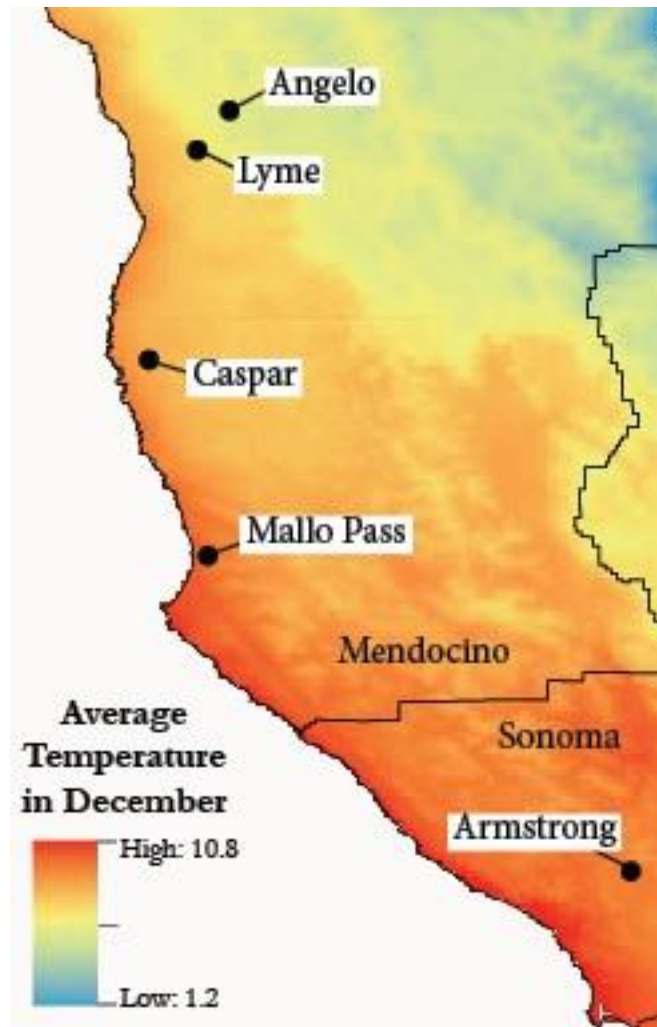 Angelo
Lyme
Caspar
Mallo Pass
Mendocino
Sonoma
Armstrong
Average
Temperature
in December
High: 10.8
Low: 1.2